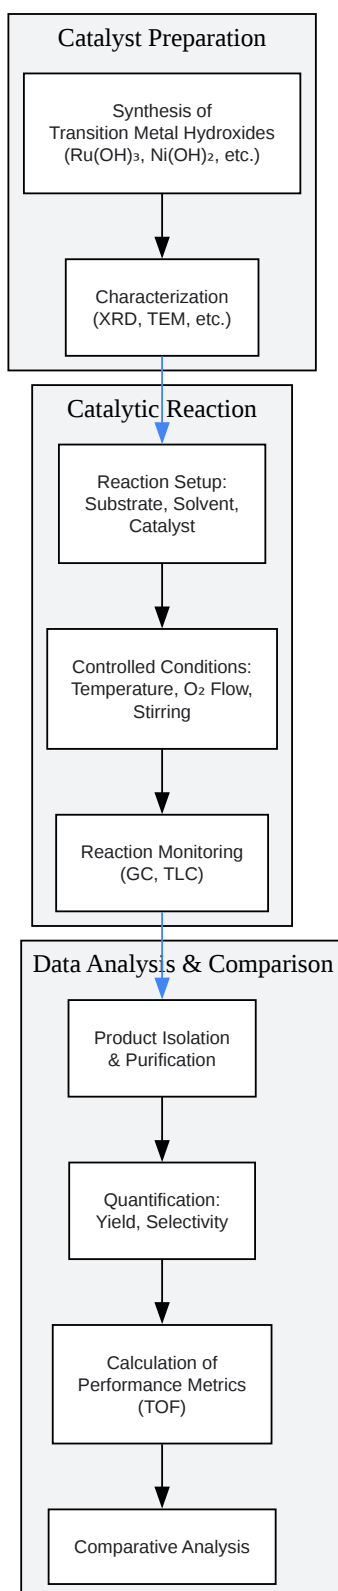 Catalyst Preparation
Synthesis of
Transition Metal Hydroxides
(Ru(OH)₃, Ni(OH)₂, etc.)
Characterization
(XRD, TEM, etc.)
Catalytic Reaction
Reaction Setup:
Substrate, Solvent,
Catalyst
Controlled Conditions:
Temperature, O₂ Flow,
Stirring
Reaction Monitoring
(GC, TLC)
Data Analysis & Comparison
Product Isolation
& Purification
Quantification:
Yield, Selectivity
Calculation of
Performance Metrics
(TOF)
Comparative Analysis